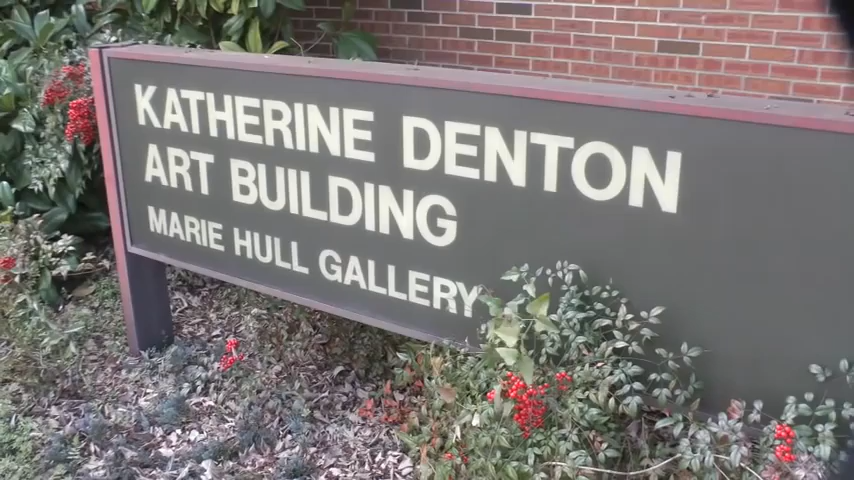 KATHERINE DENTON
ART BUILDING
MARIE HULL GALLERY